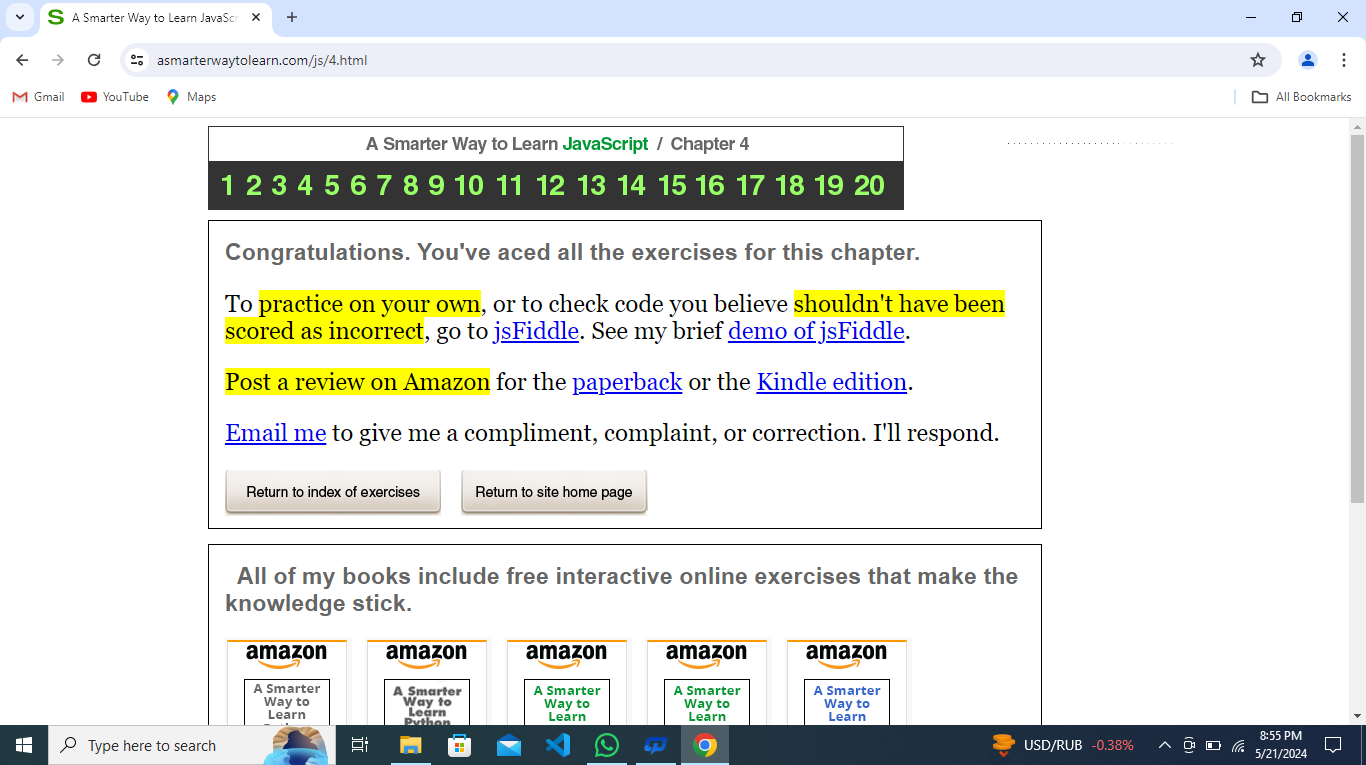 A Smarter Way to Learn JavaScr
asmarterwaytolearn.com/js/4.html
Gmail YouTube Maps All Bookmarks
A Smarter Way to Learn JavaScript / Chapter 4
1 2 3 4 5 6 7 8 9 10 11 12 13 14 15 16 17 18 19 20
Congratulations. You've aced all the exercises for this chapter.
To practice on your own, or to check code you believe shouldn't have been
scored as incorrect, go to jsFiddle. See my brief demo of jsFiddle.
Post a review on Amazon for the paperback or the Kindle edition.
Email me to give me a compliment, complaint, or correction. I'll respond.
Return to index of exercises Return to site home page
All of my books include free interactive online exercises that make the
knowledge stick.
amazon amazon amazon amazon amazon
A Smarter A Smarter A Smarter A Smarter A Smarter
Way to Way to Way to Way to Way to
Learn Learn Learn Learn Learn
Python
Type here to search
USD/RUB -0.38%
8:55 PM
5/21/2024